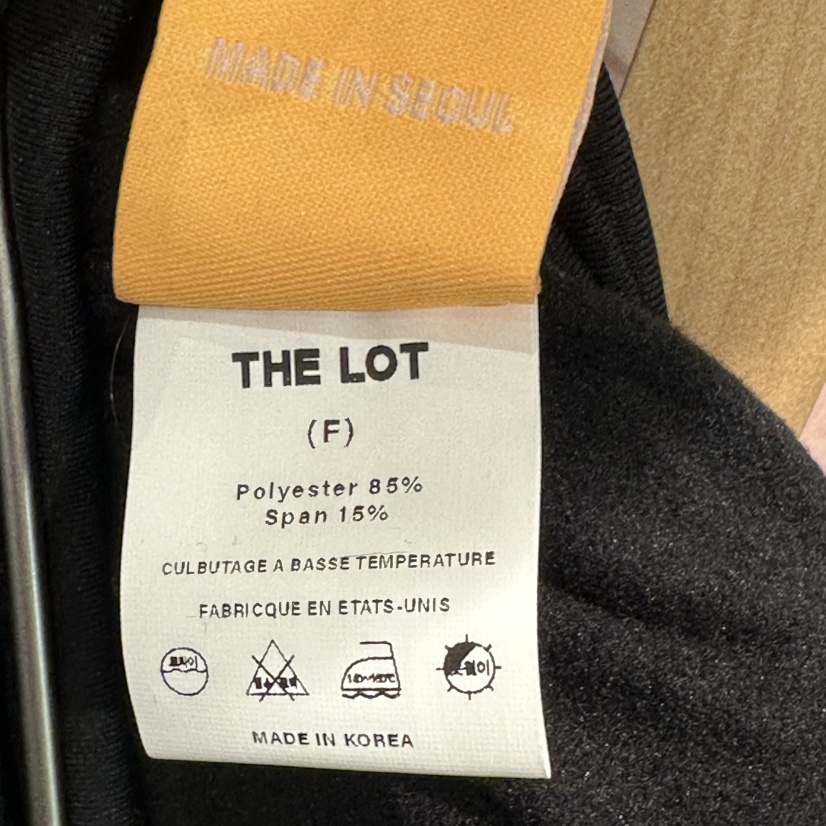 MADE IN SEOUL
THE LOT
(F)
Polyester 85%
Span 15%
CULBUTAGE A BASSE TEMPERATURE
FABRICQUE EN ETATS-UNIS
MADE IN KOREA